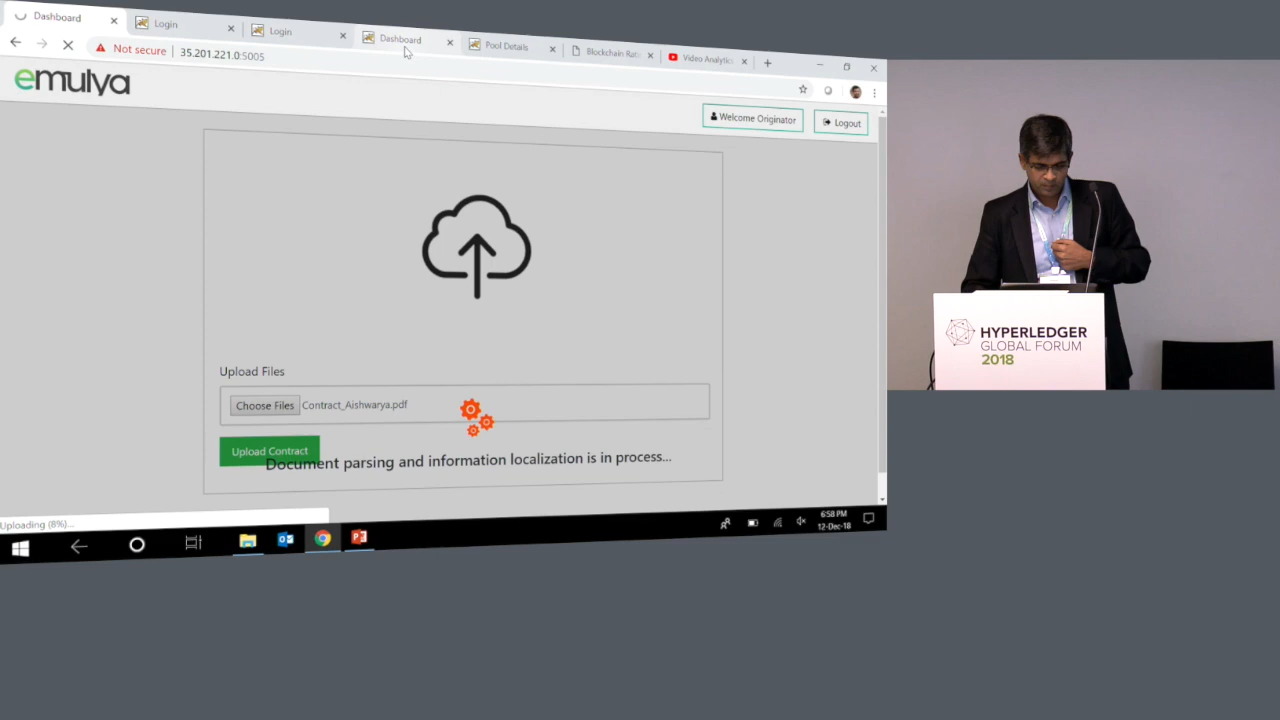 Dashboard
Login
Login
Dashboard
Pool Details
Blockchain Rati
Video Analytics
Not secure
35.201.221.0:5005
emulya
Welcome Originator
Logout
Upload Files
Choose Files
Contract_Aishwarya.pdf
Upload Contract
Document parsing and information localization is in process...
Uploading (8%)...
6:58 PM
12-Dec-18
HYPERLEDGER
GLOBAL FORUM
2018